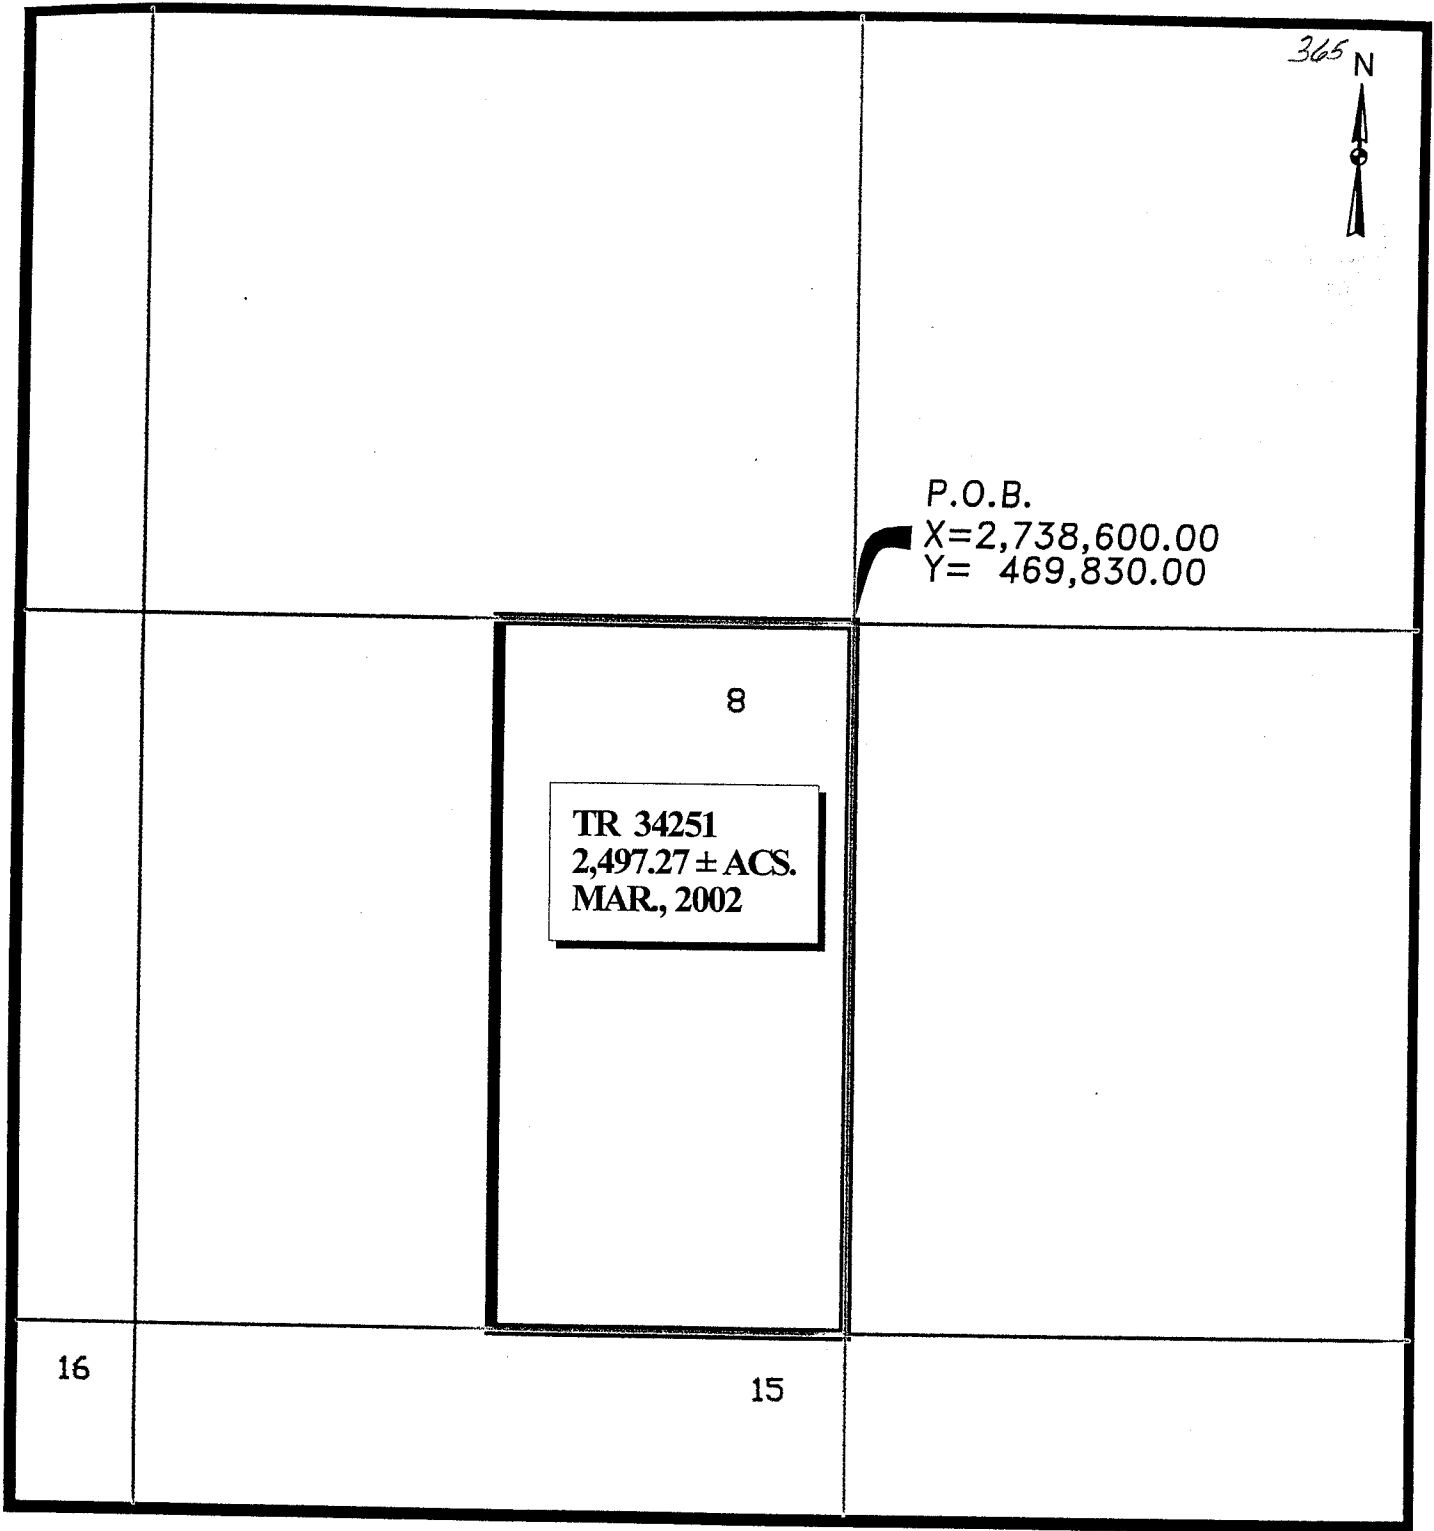 365
N
P.O.B.
X=2,738,600.00
Y= 469,830.00
8
TR 34251
2,497.27 ± ACS.
MAR., 2002
16
15